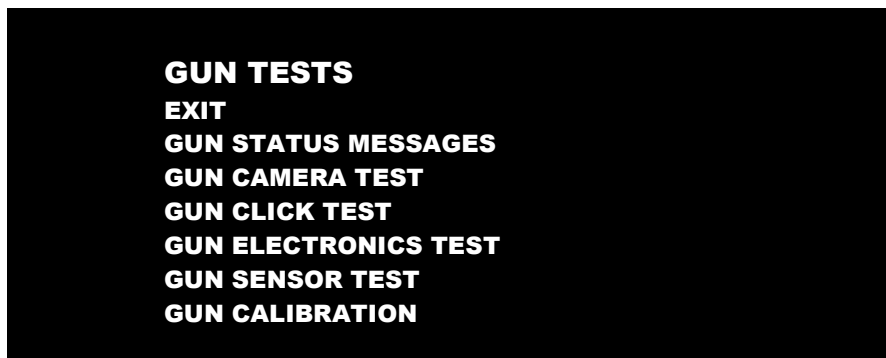 GUN TESTS
EXIT
GUN STATUS MESSAGES
GUN CAMERA TEST
GUN CLICK TEST
GUN ELECTRONICS TEST
GUN SENSOR TEST
GUN CALIBRATION